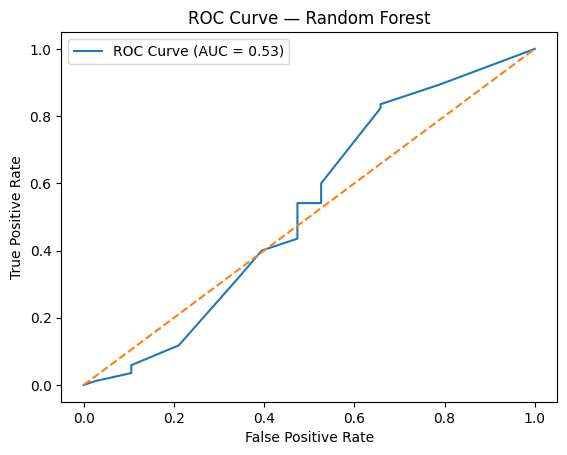 ROC Curve — Random Forest
ROC Curve (AUC = 0.53)
1.0
0.8
0.6
0.4
0.2
0.0
True Positive Rate
0.0 0.2 0.4 0.6 0.8 1.0
False Positive Rate